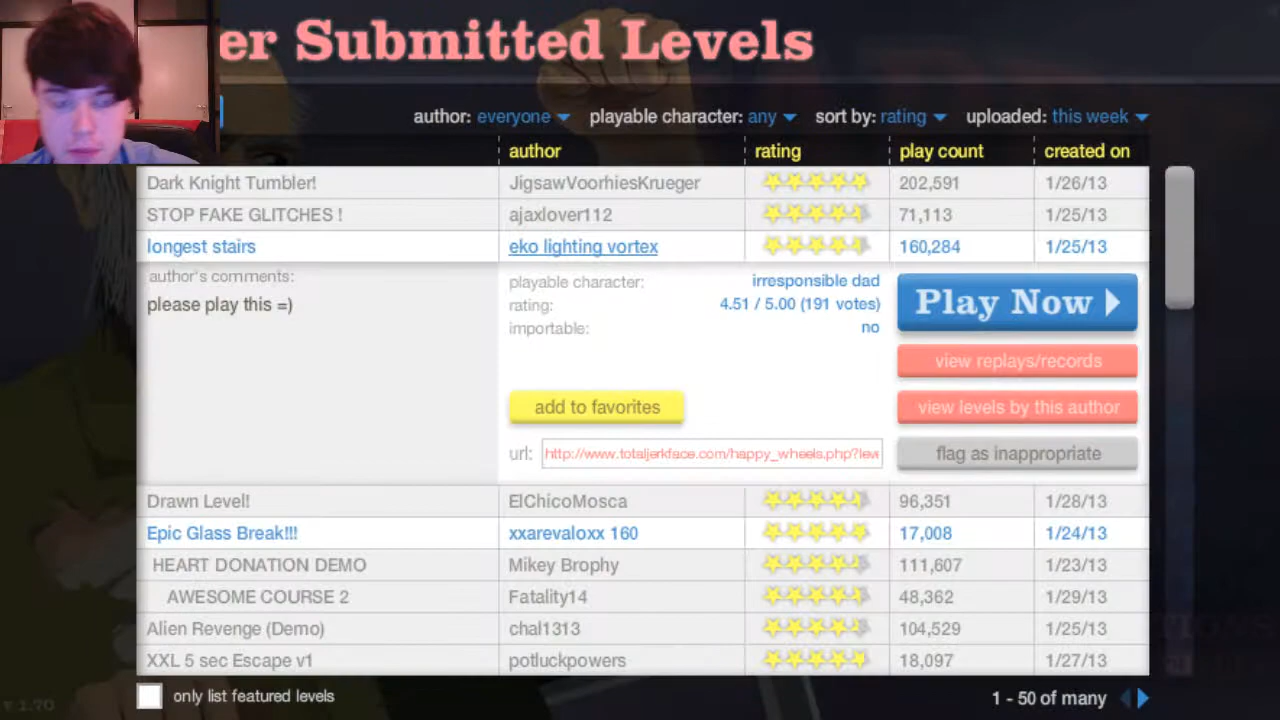 er Submitted Levels
author: everyone playable character: any sort by: rating uploaded: this week
author rating play count created on
Dark Knight Tumbler! JigsawVoorhiesKrueger 202,591 1/26/13
STOP FAKE GLITCHES ! ajaxlover112 71,113 1/25/13
longest stairs eko lighting vortex 160,284 1/25/13
author's comments:
please play this =)
playable character: irresponsible dad
rating: 4.51 / 5.00 (191 votes)
importable: no
add to favorites
url: http://www.totaljerkface.com/happy_wheels.php?lev
Play Now
view replays/records
view levels by this author
flag as inappropriate
Drawn Level! ElChicoMosca 96,351 1/28/13
Epic Glass Break!!! xxarevaloxx 160 17,008 1/24/13
HEART DONATION DEMO Mikey Brophy 111,607 1/23/13
AWESOME COURSE 2 Fatality14 48,362 1/29/13
Alien Revenge (Demo) chal1313 104,529 1/25/13
XXL 5 sec Escape v1 potluckpowers 18,097 1/27/13
only list featured levels 1 - 50 of many
v 1.70